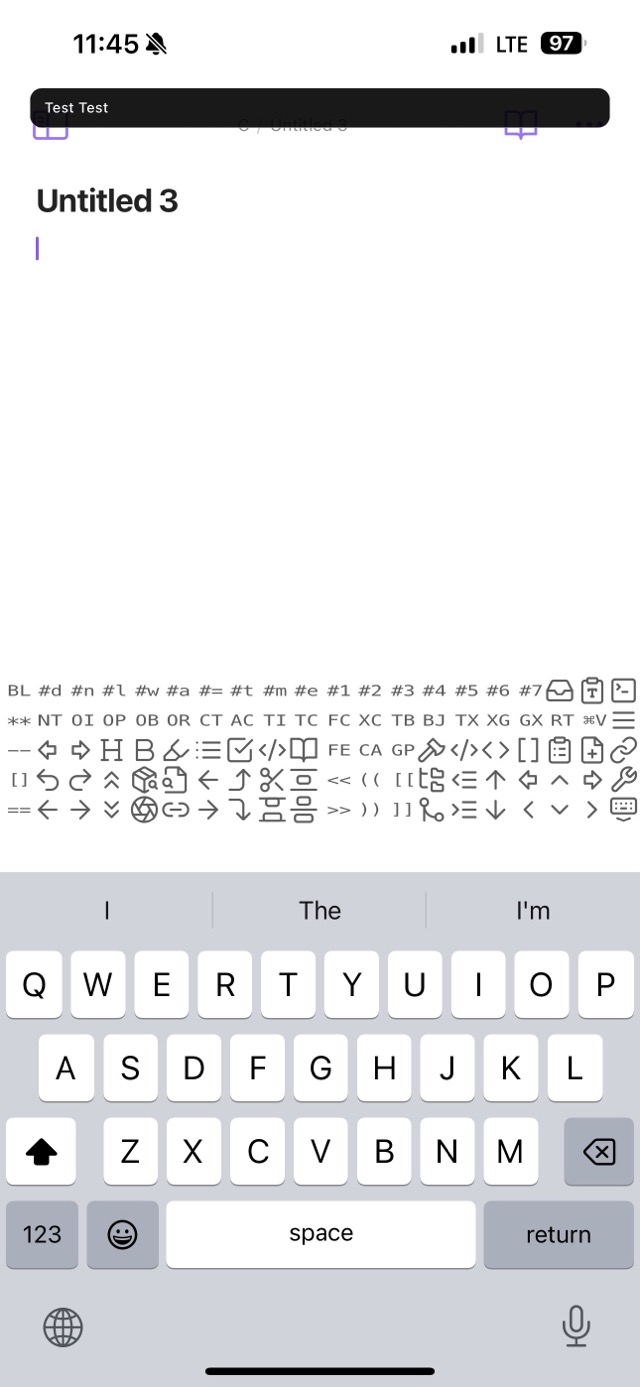 11:45 LTE 97
Test Test
C / Untitled 3
Untitled 3
BL #d #n #l #w #a #= #t #m #e #1 #2 #3 #4 #5 #6 #7
** NT OI OP OB OR CT AC TI TC FC XC TB BJ TX XG GX RT ⌘V
—— H B </> FE CA GP </> <> []
[] << (( [[
== >> )) ]]
I The I'm
Q W E R T Y U I O P
A S D F G H J K L
Z X C V B N M
123 space return